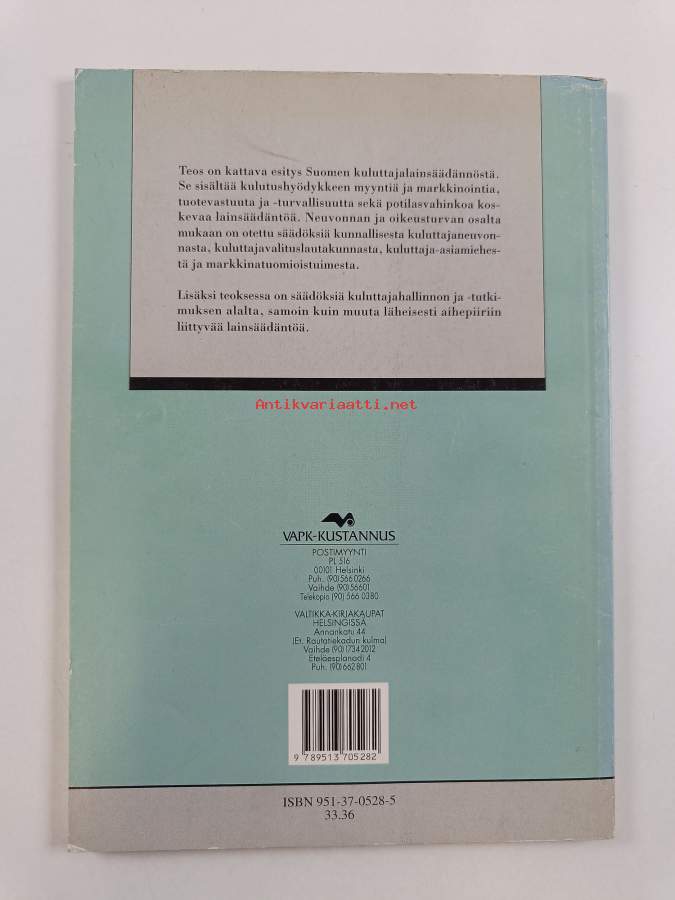 Teos on kattava esitys Suomen kuluttajalainsäädännöstä.
Se sisältää kulutushyödykkeen myyntiä ja markkinointia,
tuotevastuuta ja -turvallisuutta sekä potilasvahinkoa kos-
kevaa lainsäädäntöä. Neuvonnan ja oikeusturvan osalta
mukaan on otettu säädöksiä kunnallisesta kuluttajaneuvon-
nasta, kuluttajavalituslautakunnasta, kuluttaja-asiamiehes-
tä ja markkinatuomioistuimesta.
Lisäksi teoksessa on säädöksiä kuluttajahallinnon ja -tutki-
muksen alalta, samoin kuin muuta läheisesti aihepiiriin
liittyvää lainsäädäntöä.
Antikvariaatti.net
VAPK-KUSTANNUS
POSTIMYYNTI
PL 516
00101 Helsinki
Puh. (90) 566 0266
Vaihde (90) 56601
Telekopio (90) 566 0380
VALTIKKA-KIRJAKAUPAT
HELSINGISSÄ
Annankatu 44
(Et. Rautatiekadun kulma)
Vaihde (90) 1734 2012
Eteläesplanadi 4
Puh. (90) 662 801
9 789513 705282
ISBN 951-37-0528-5
33.36